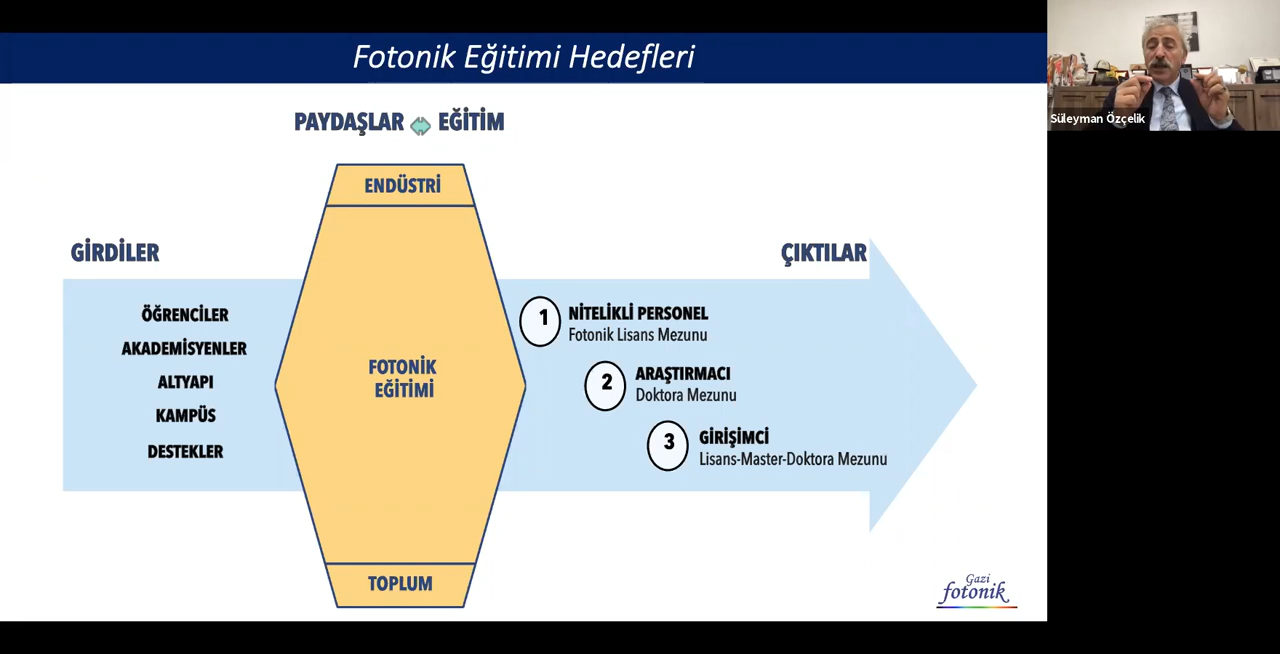 Fotonik Eğitimi Hedefleri
Süleyman Özçelik
PAYDAŞLAR EĞİTİM
ENDÜSTRİ
GİRDİLER
ÇIKTILAR
ÖĞRENCİLER
AKADEMİSYENLER
ALTYAPI
KAMPÜS
DESTEKLER
FOTONİK
EĞİTİMİ
1 NİTELİKLİ PERSONEL
Fotonik Lisans Mezunu
2 ARAŞTIRMACI
Doktora Mezunu
3 GİRİŞİMCİ
Lisans-Master-Doktora Mezunu
TOPLUM
Gazi
fotonik